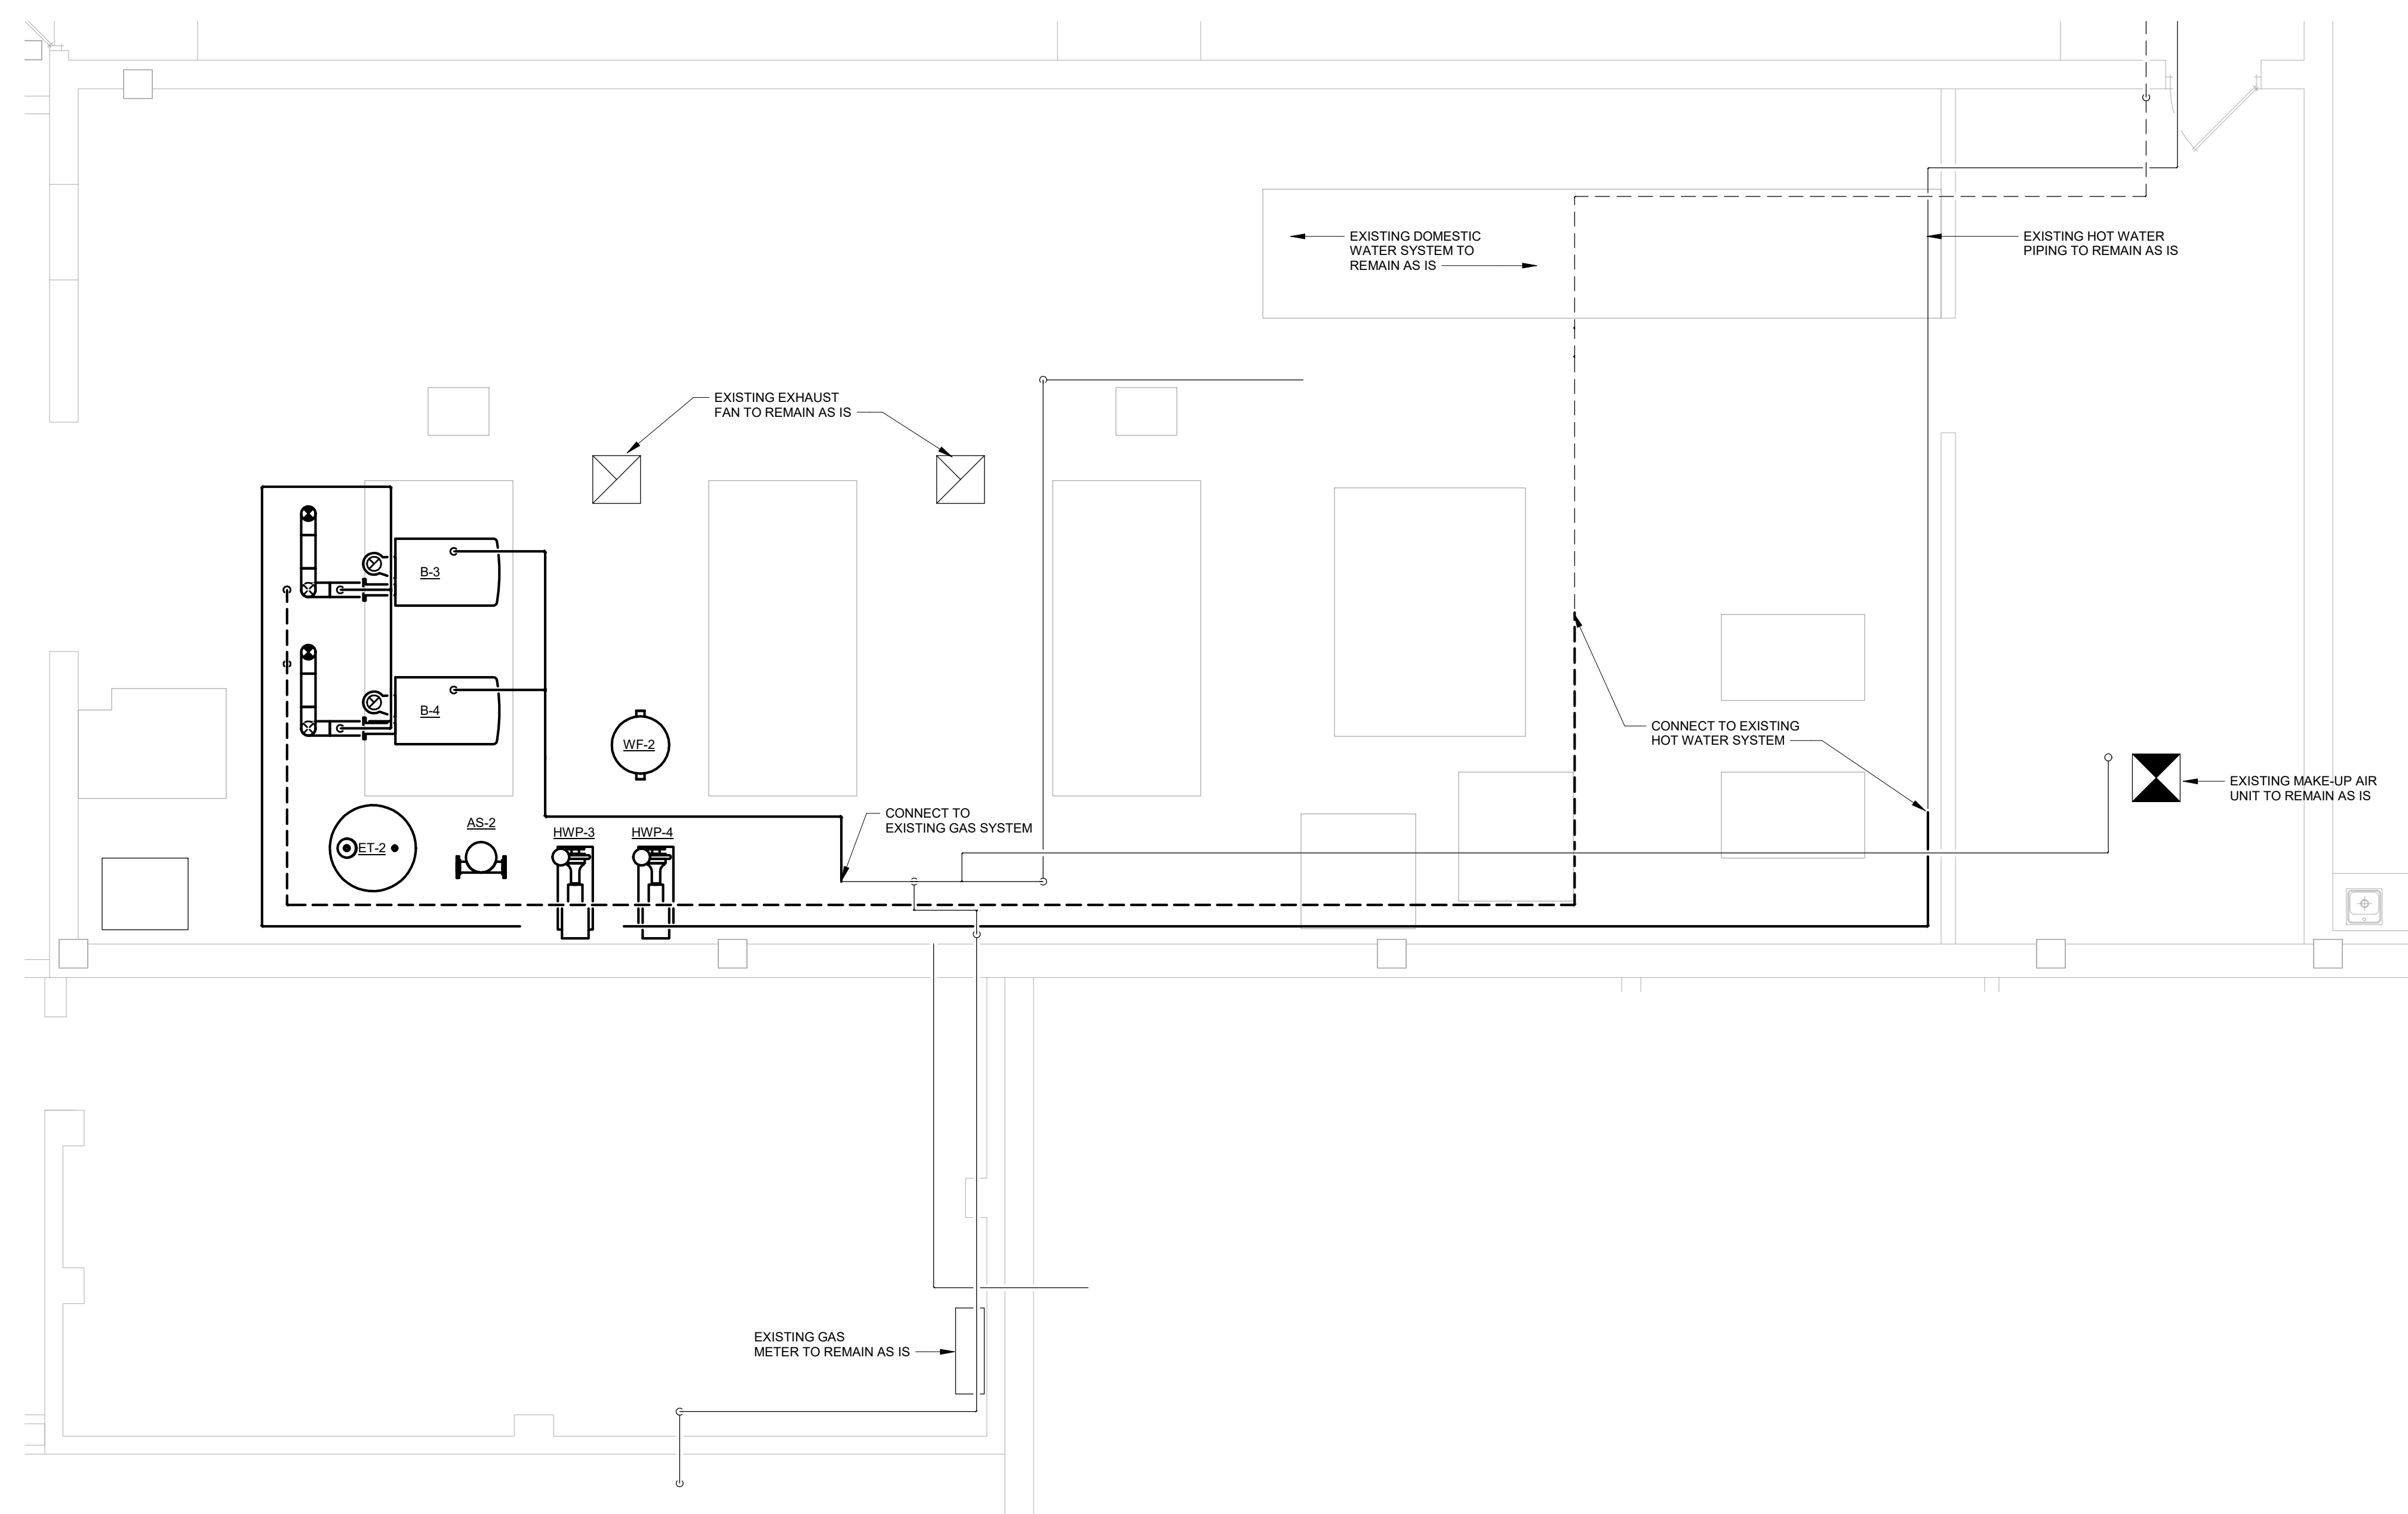 EXISTING DOMESTIC
WATER SYSTEM TO
REMAIN AS IS
EXISTING HOT WATER
PIPING TO REMAIN AS IS
EXISTING EXHAUST
FAN TO REMAIN AS IS
B-3
B-4
WF-2
CONNECT TO EXISTING
HOT WATER SYSTEM
EXISTING MAKE-UP AIR
UNIT TO REMAIN AS IS
CONNECT TO
EXISTING GAS SYSTEM
AS-2
HWP-3
HWP-4
ET-2
EXISTING GAS
METER TO REMAIN AS IS